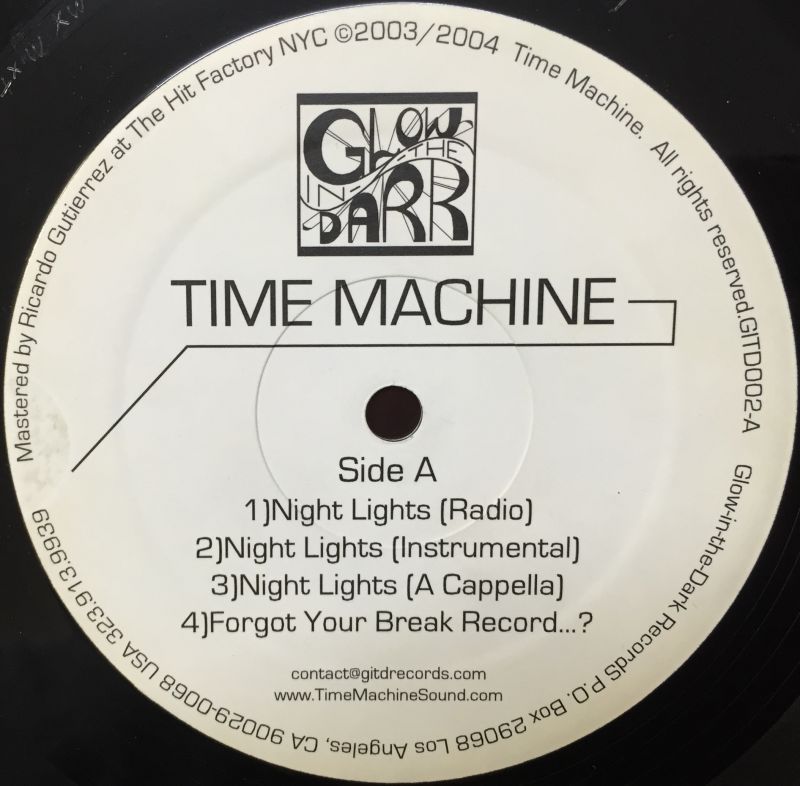 Mastered by Ricardo Gutierrez at The Hit Factory NYC ©2003/2004 Time Machine. All rights reserved.GITD002-A
GLOW
IN-THE
DARK
TIME MACHINE
Side A
1)Night Lights (Radio)
2)Night Lights (Instrumental)
3)Night Lights (A Cappella)
4)Forgot Your Break Record...?
contact@gitdrecords.com
www.TimeMachineSound.com
Glow-in-the-Dark RecordS P.O. Box 29068 Los Angeles, CA 90029-0068 USA 323.913.9939